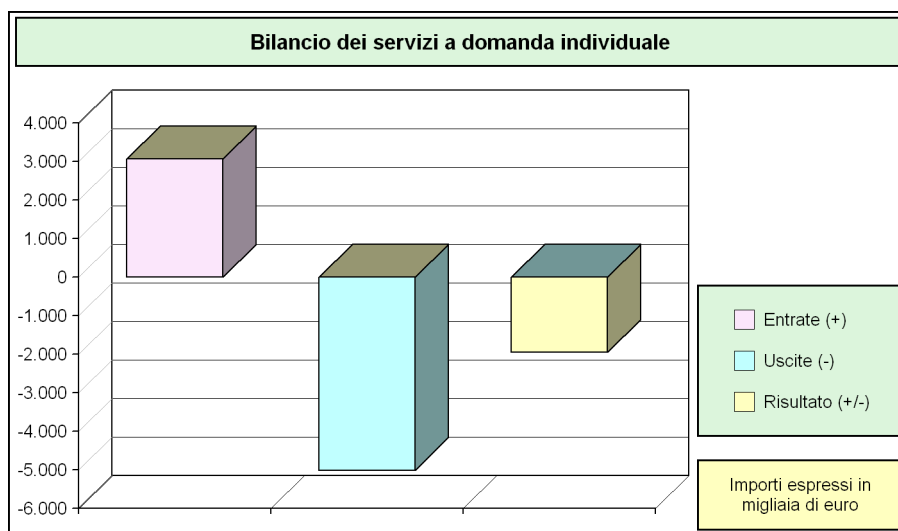 Bilancio dei servizi a domanda individuale
4.000
3.000
2.000
1.000
0
-1.000
-2.000
-3.000
-4.000
-5.000
-6.000
Entrate (+)
Uscite (-)
Risultato (+/-)
Importi espressi in
migliaia di euro